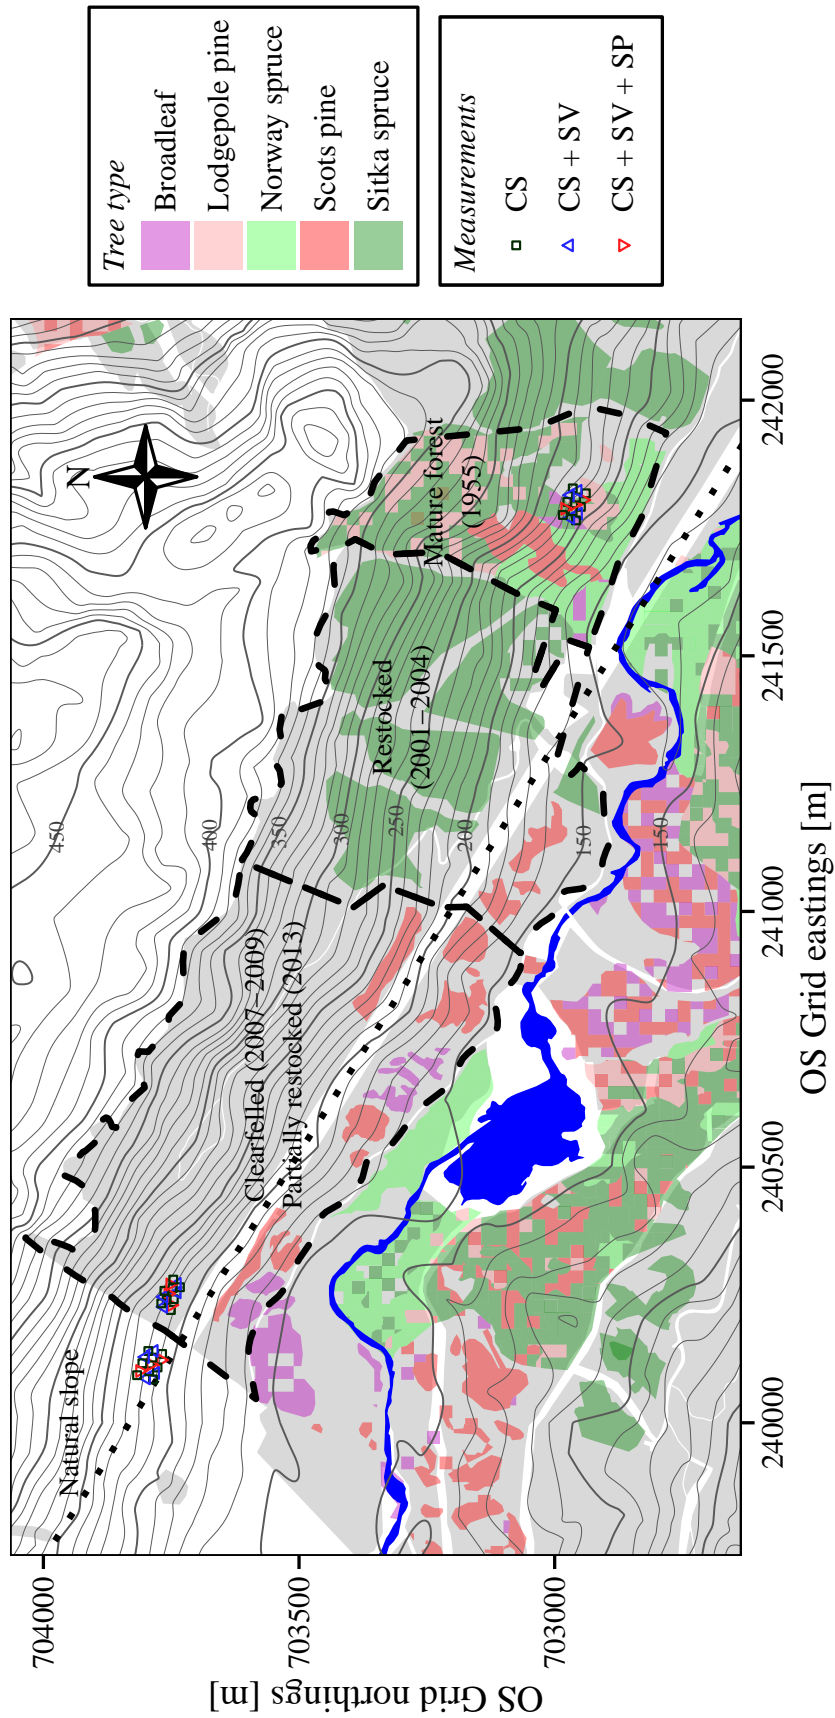 Natural slope
Clearfelled (2007–2009)
Partially restocked (2013)
Restocked
(2001–2004)
Mature forest
(1955)
N
450
400
350
300
250
200
150
150
704000
703500
703000
OS Grid northings [m]
240000
240500
241000
241500
242000
OS Grid eastings [m]
Tree type
Broadleaf
Lodgepole pine
Norway spruce
Scots pine
Sitka spruce
Measurements
CS
CS + SV
CS + SV + SP